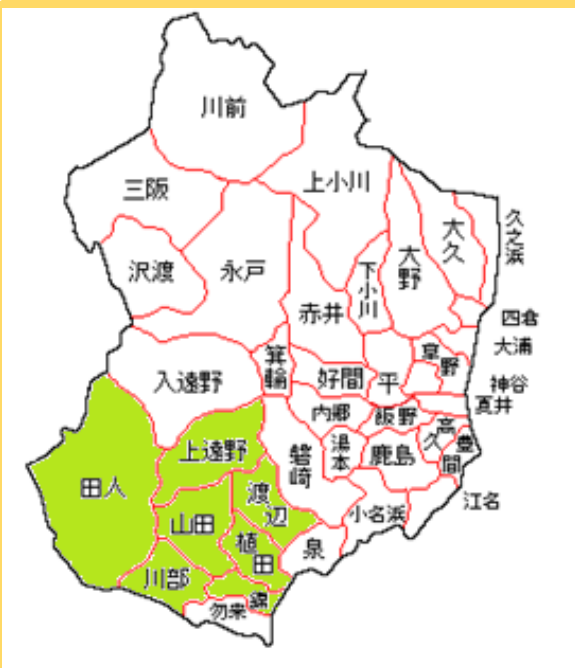 川前
上小川
三阪
久之浜
大久
大野
沢渡
永戸
下小川
赤井
四倉
大浦
箕輪
草野
入遠野
好間
平
神谷
夏井
内郷
飯野
高久
豊間
上遠野
磐崎
湯本
鹿島
田人
渡辺
江名
山田
小名浜
植田
泉
川部
錦
勿来